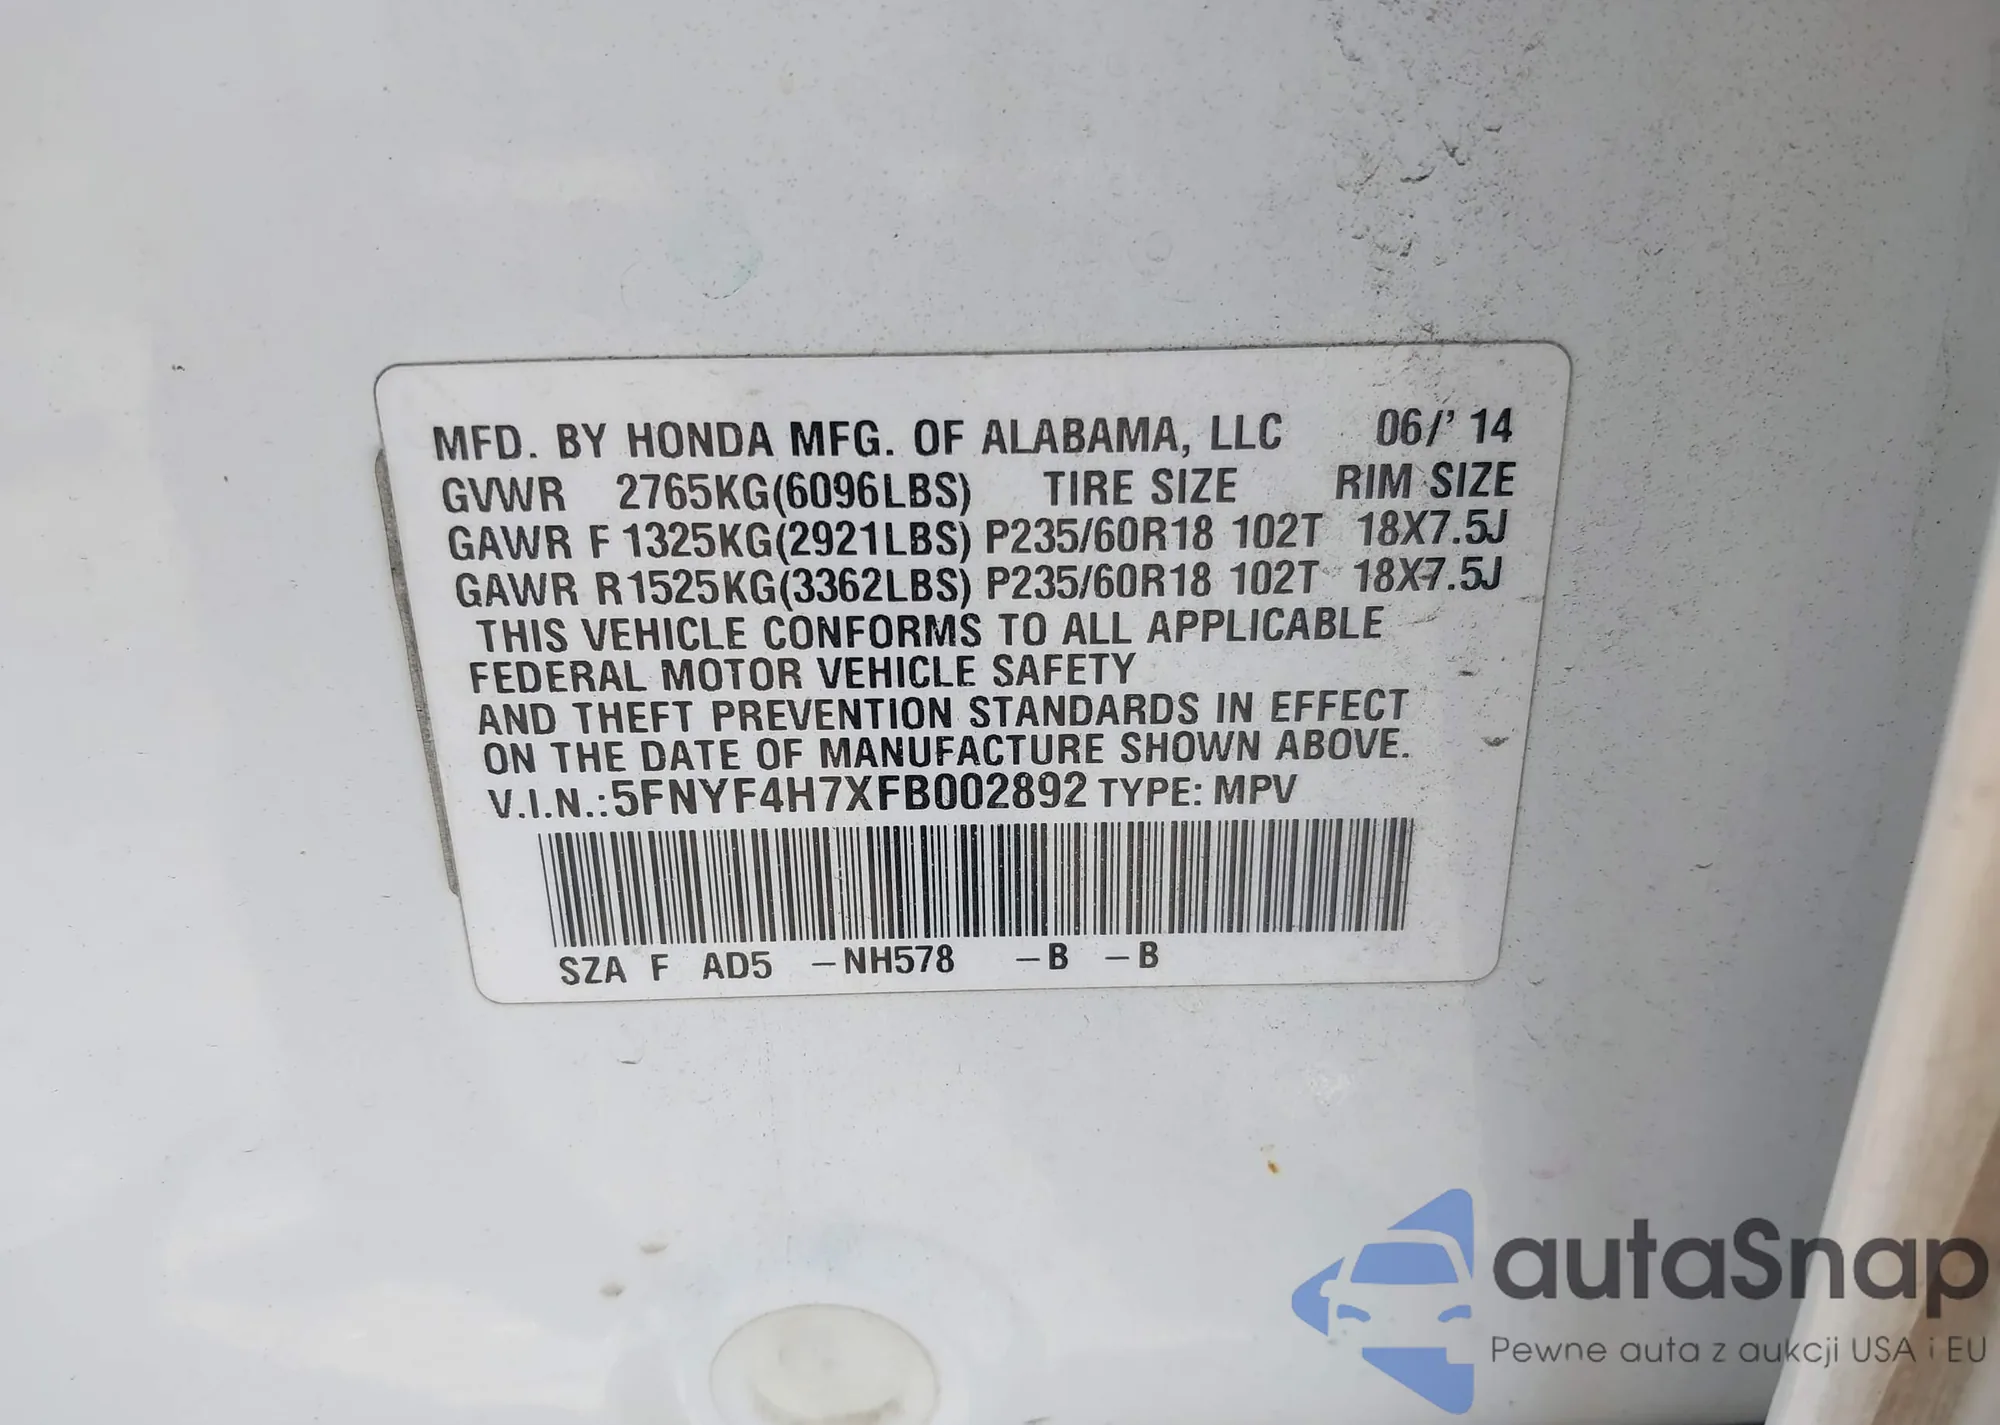 MFD. BY HONDA MFG. OF ALABAMA, LLC 06/' 14
GVWR 2765KG(6096LBS) TIRE SIZE RIM SIZE
GAWR F 1325KG(2921LBS) P235/60R18 102T 18X7.5J
GAWR R1525KG(3362LBS) P235/60R18 102T 18X7.5J
THIS VEHICLE CONFORMS TO ALL APPLICABLE
FEDERAL MOTOR VEHICLE SAFETY
AND THEFT PREVENTION STANDARDS IN EFFECT
ON THE DATE OF MANUFACTURE SHOWN ABOVE.
V.I.N.:5FNYF4H7XFB002892 TYPE: MPV
SZA F AD5 –NH578 –B –B
autaSnap
Pewne auta z aukcji USA i EU